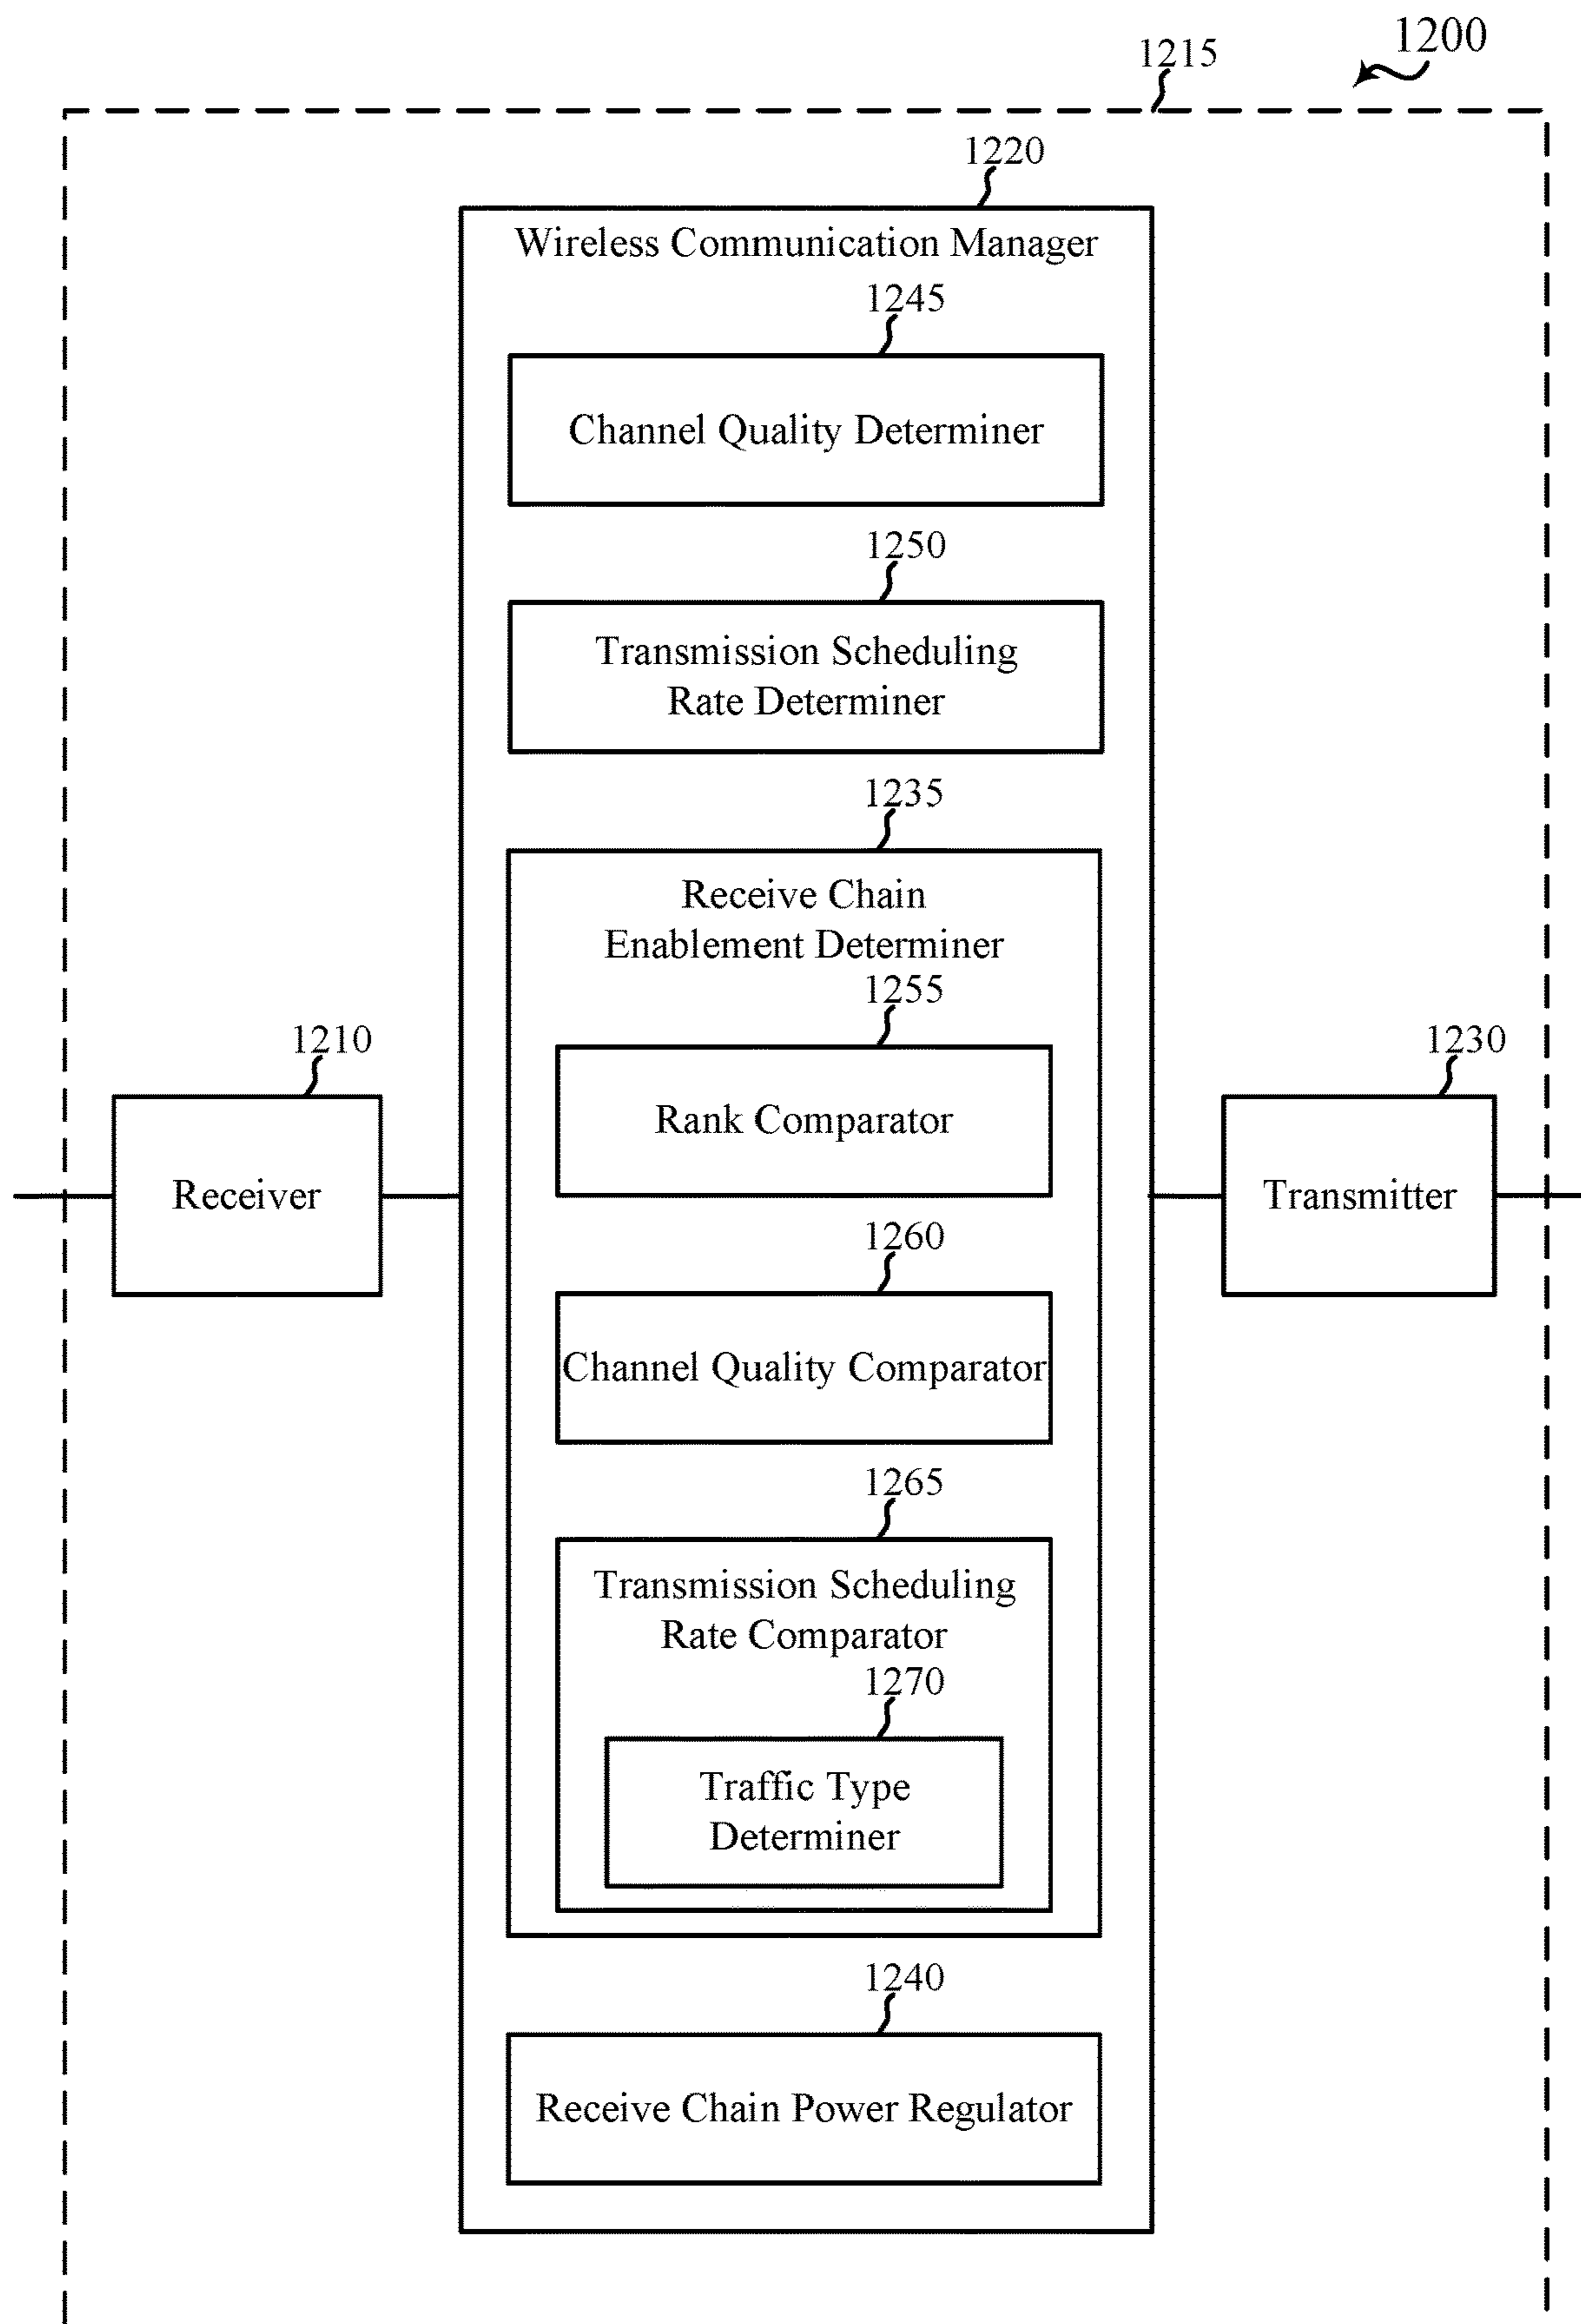 1200
1215
1220
Wireless Communication Manager
1245
Channel Quality Determiner
1250
Transmission Scheduling
Rate Determiner
1235
Receive Chain
Enablement Determiner
1255
Rank Comparator
1210
Receiver
1230
Transmitter
1260
Channel Quality Comparator
1265
Transmission Scheduling
Rate Comparator
1270
Traffic Type
Determiner
1240
Receive Chain Power Regulator